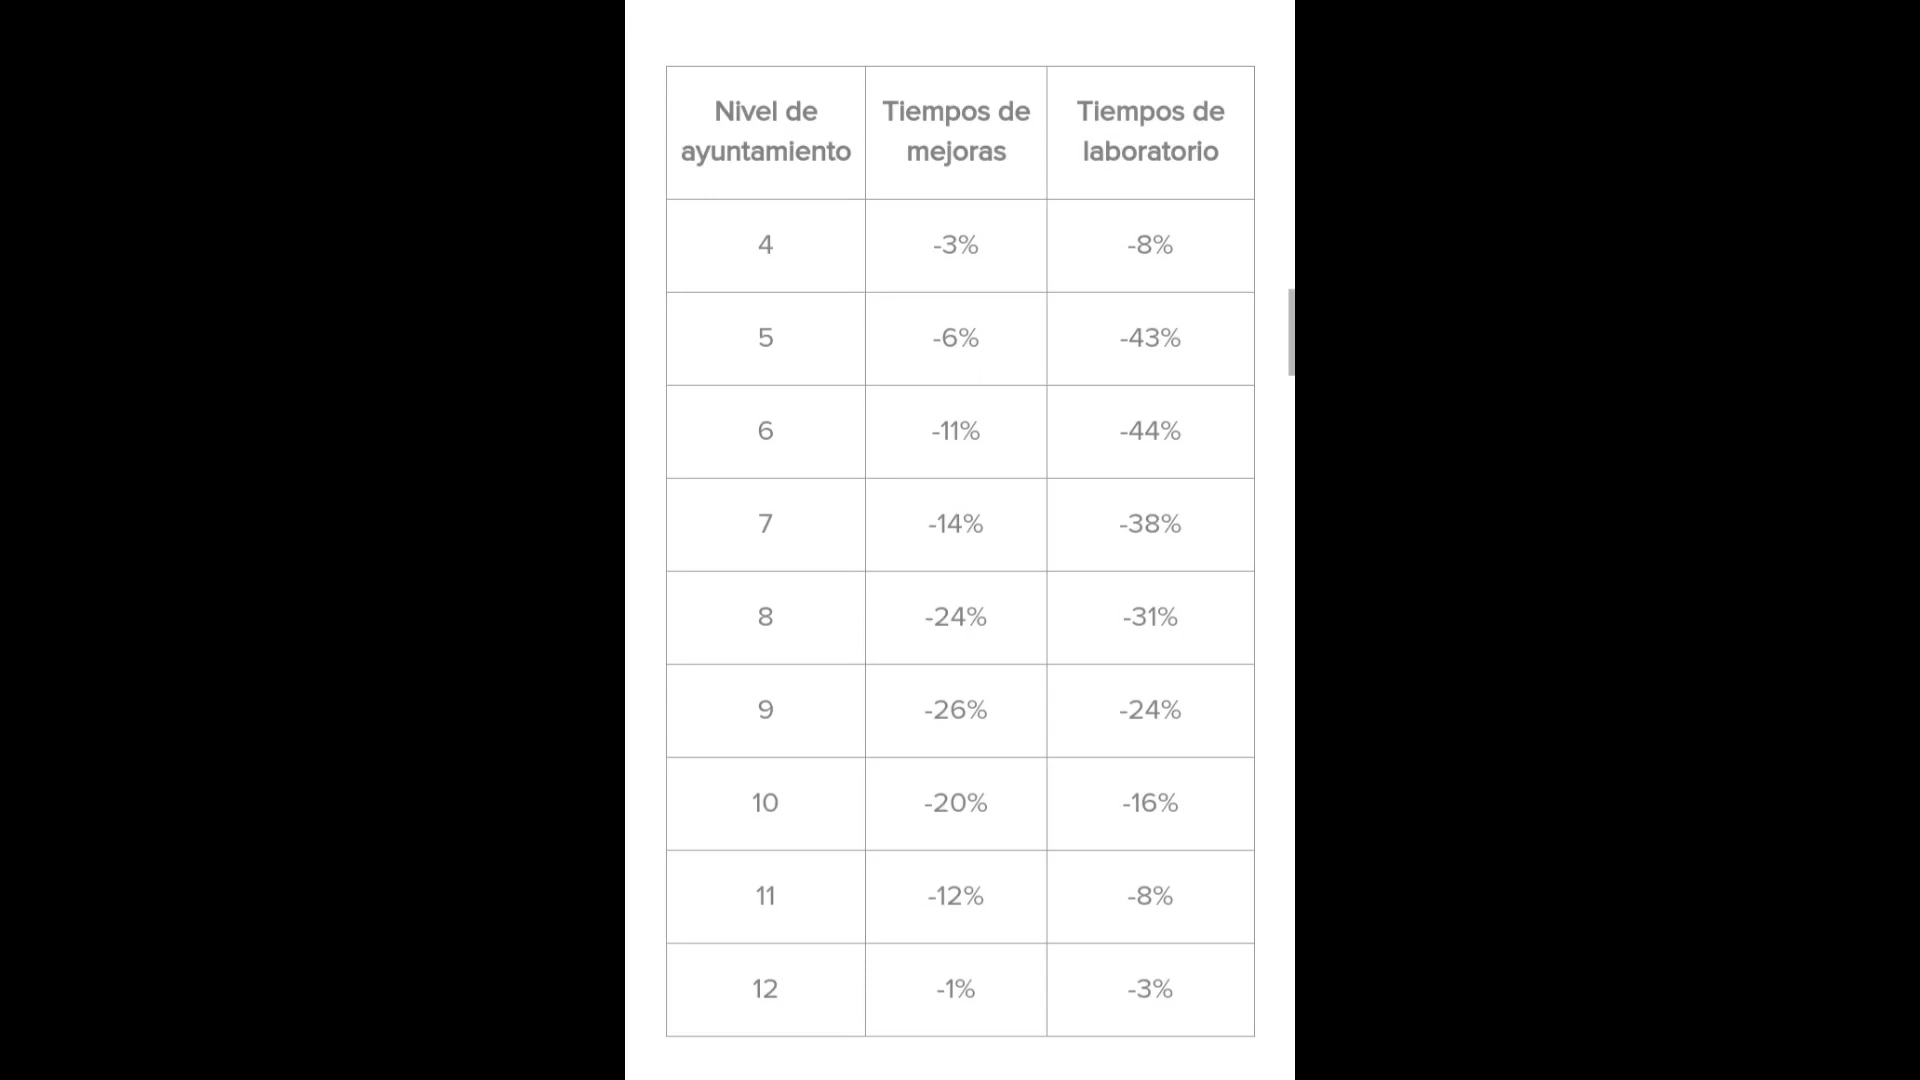 Nivel de ayuntamiento Tiempos de mejoras Tiempos de laboratorio
4 -3% -8%
5 -6% -43%
6 -11% -44%
7 -14% -38%
8 -24% -31%
9 -26% -24%
10 -20% -16%
11 -12% -8%
12 -1% -3%